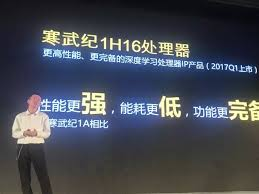 寒武纪1H16处理器
更高性能、更完备的深度学习处理器IP产品（2017Q1上市）
性能更强，能耗更低，功能更完备
寒武纪1A相比